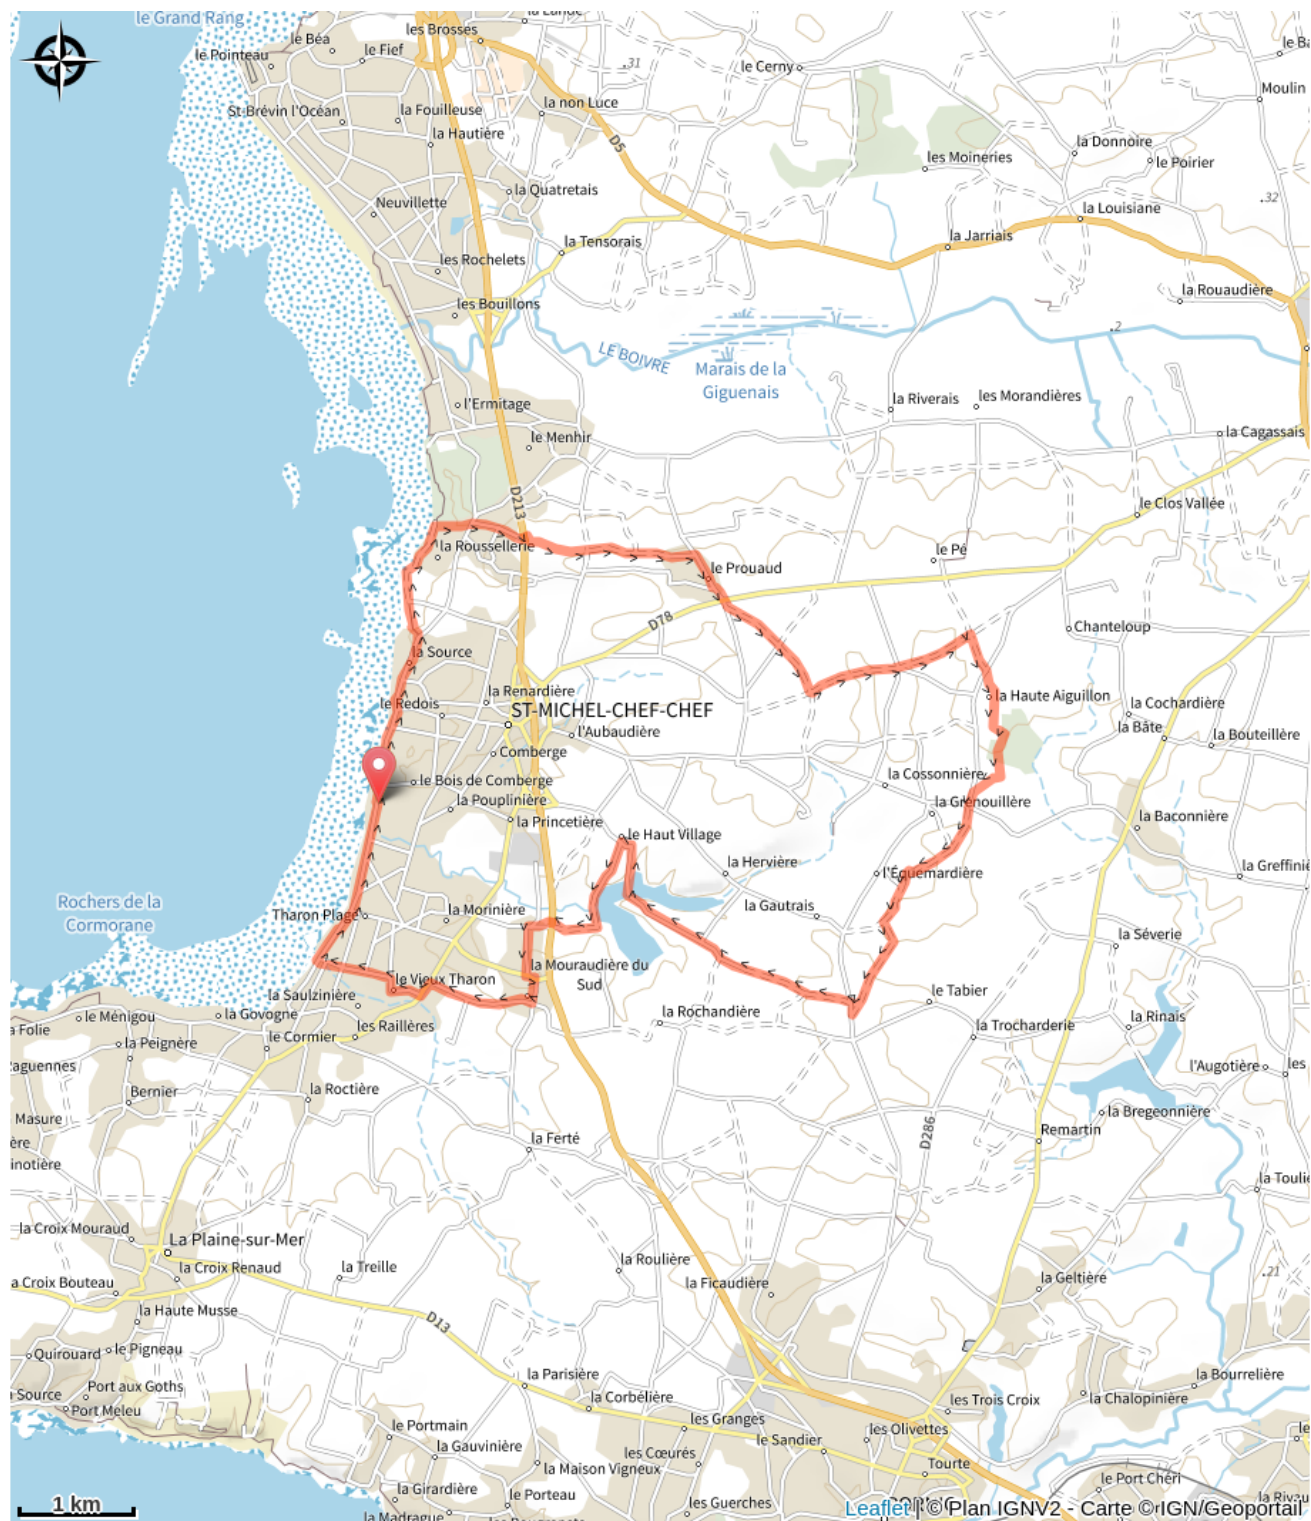 le Grand Rang
la Lande
les Brosses
le Béa
le Fief
le Pointeau
.31
le Cerny
Moulin
St-Brévin l'Océan
la Fouilleuse
la non Luce
la Hautière
D5
la Donnoire
les Moineries
le Poirier
la Quatretais
Neuvillette
.32
la Louisiane
la Tensorais
la Jarriais
les Rochelets
les Bouillons
la Rouaudière
LE BOIVRE
.2
Marais de la
Giguenais
l'Ermitage
la Riverais
les Morandières
le Menhir
la Cagassais
D213
le Clos Vallée
la Roussellerie
le Pé
le Prouaud
D78
Chanteloup
la Source
la Renardière
la Haute Aiguillon
le Redois
ST-MICHEL-CHEF-CHEF
la Cochardière
l'Aubaudière
la Bâte
la Bouteillère
Comberge
le Bois de Comberge
la Cossonnière
la Pouplinière
la Grenouillère
la Princetière
la Baconnière
le Haut Village
la Hervière
l'Équemardière
Rochers de la
Cormorane
Tharon Plage
la Morinière
la Gautrais
la Séverie
la Mouraudière du
Sud
le Vieux Tharon
la Saulzinière
le Tabier
le Ménigou
la Govogne
les Raillères
la Rochandière
la Trocharderie
la Rinais
le Cormier
la Peignère
l'Augotière
les
Bernier
la Roctière
la Bregeonnière
Masure
la Ferté
D286
Remartin
la Croix Mouraud
La Plaine-sur-Mer
la Croix Renaud
la Treille
la Roulière
.21
a Croix Bouteau
la Ficaudière
la Geltière
la Haute Musse
D13
Quirouard
le Pigneau
la Parisière
la Bourrelière
Source
Port aux Goths
Port Meleu
la Corbélière
les Trois Croix
la Chalopinière
le Portmain
les Granges
les Olivettes
la Gauvinière
les Cœurés
le Sandier
la Maison Vigneux
Tourte
le Port Chéri
la Girardière
le Porteau
les Guerches
la Madrague
1 km
Leaflet | © Plan IGNV2 - Carte ©IGN/Geoportail